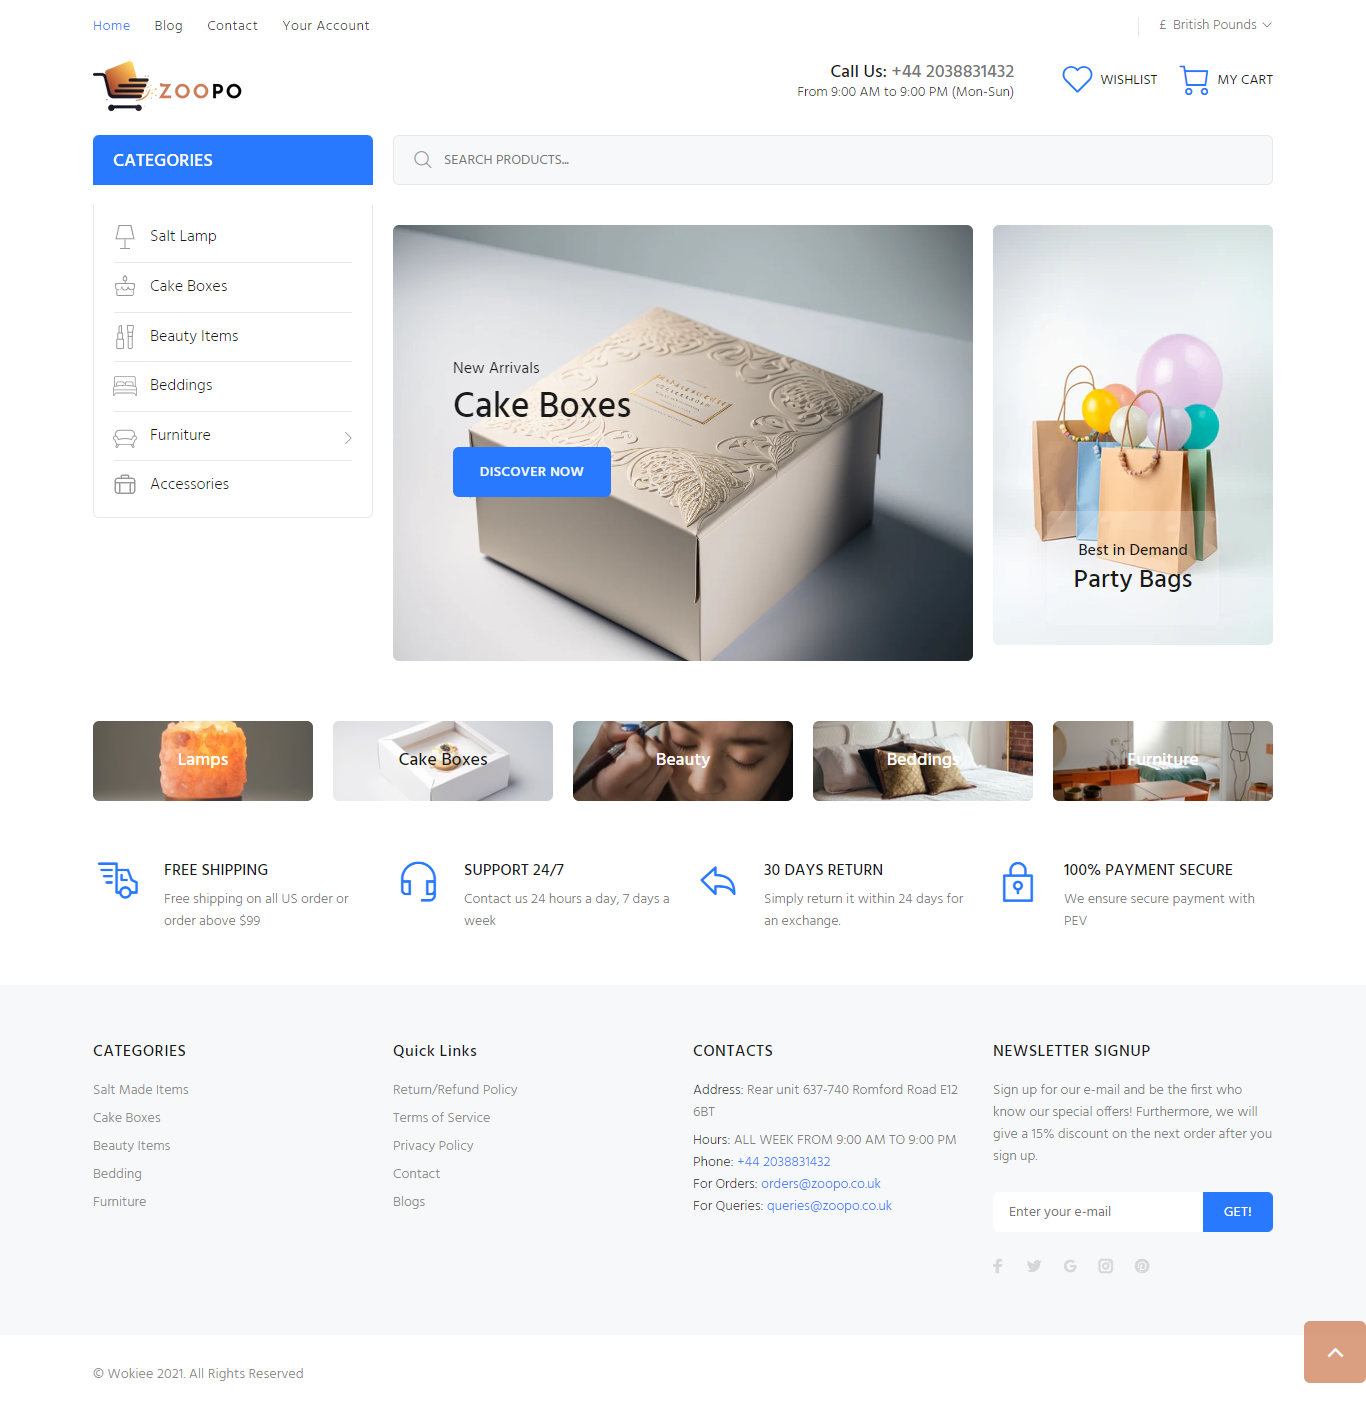 Home Blog Contact Your Account
£ British Pounds
ZOOPO
Call Us: +44 2038831432
From 9:00 AM to 9:00 PM (Mon-Sun)
WISHLIST
MY CART
CATEGORIES
SEARCH PRODUCTS...
Salt Lamp
Cake Boxes
Beauty Items
Beddings
Furniture
Accessories
New Arrivals
Cake Boxes
DISCOVER NOW
Best in Demand
Party Bags
Lamps
Cake Boxes
Beauty
Beddings
Furniture
FREE SHIPPING
Free shipping on all US order or
order above $99
SUPPORT 24/7
Contact us 24 hours a day, 7 days a
week
30 DAYS RETURN
Simply return it within 24 days for
an exchange.
100% PAYMENT SECURE
We ensure secure payment with
PEV
CATEGORIES
Salt Made Items
Cake Boxes
Beauty Items
Bedding
Furniture
Quick Links
Return/Refund Policy
Terms of Service
Privacy Policy
Contact
Blogs
CONTACTS
Address: Rear unit 637-740 Romford Road E12
6BT
Hours: ALL WEEK FROM 9:00 AM TO 9:00 PM
Phone: +44 2038831432
For Orders: orders@zoopo.co.uk
For Queries: queries@zoopo.co.uk
NEWSLETTER SIGNUP
Sign up for our e-mail and be the first who
know our special offers! Furthermore, we will
give a 15% discount on the next order after you
sign up.
Enter your e-mail
GET!
© Wokiee 2021. All Rights Reserved